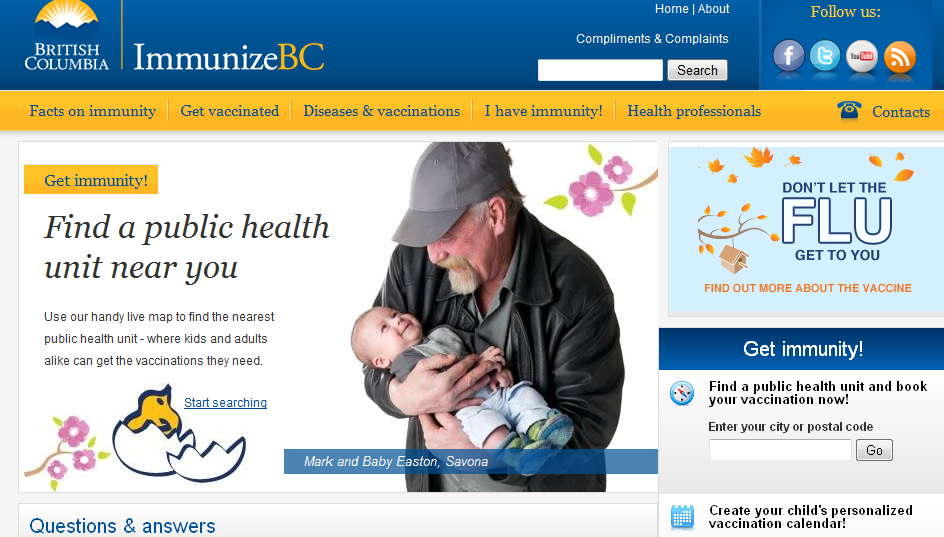 Home | About
Follow us:
BRITISH
COLUMBIA
ImmunizeBC
Compliments & Complaints
Search
You Tube
Facts on immunity
Get vaccinated
Diseases & vaccinations
I have immunity!
Health professionals
Contacts
Get immunity!
Find a public health
unit near you
Use our handy live map to find the nearest
public health unit - where kids and adults
alike can get the vaccinations they need.
Start searching
Mark and Baby Easton, Savona
Questions & answers
DON'T LET THE
FLU
GET TO YOU
FIND OUT MORE ABOUT THE VACCINE
Get immunity!
Find a public health unit and book
your vaccination now!
Enter your city or postal code
Go
Create your child's personalized
vaccination calendar!